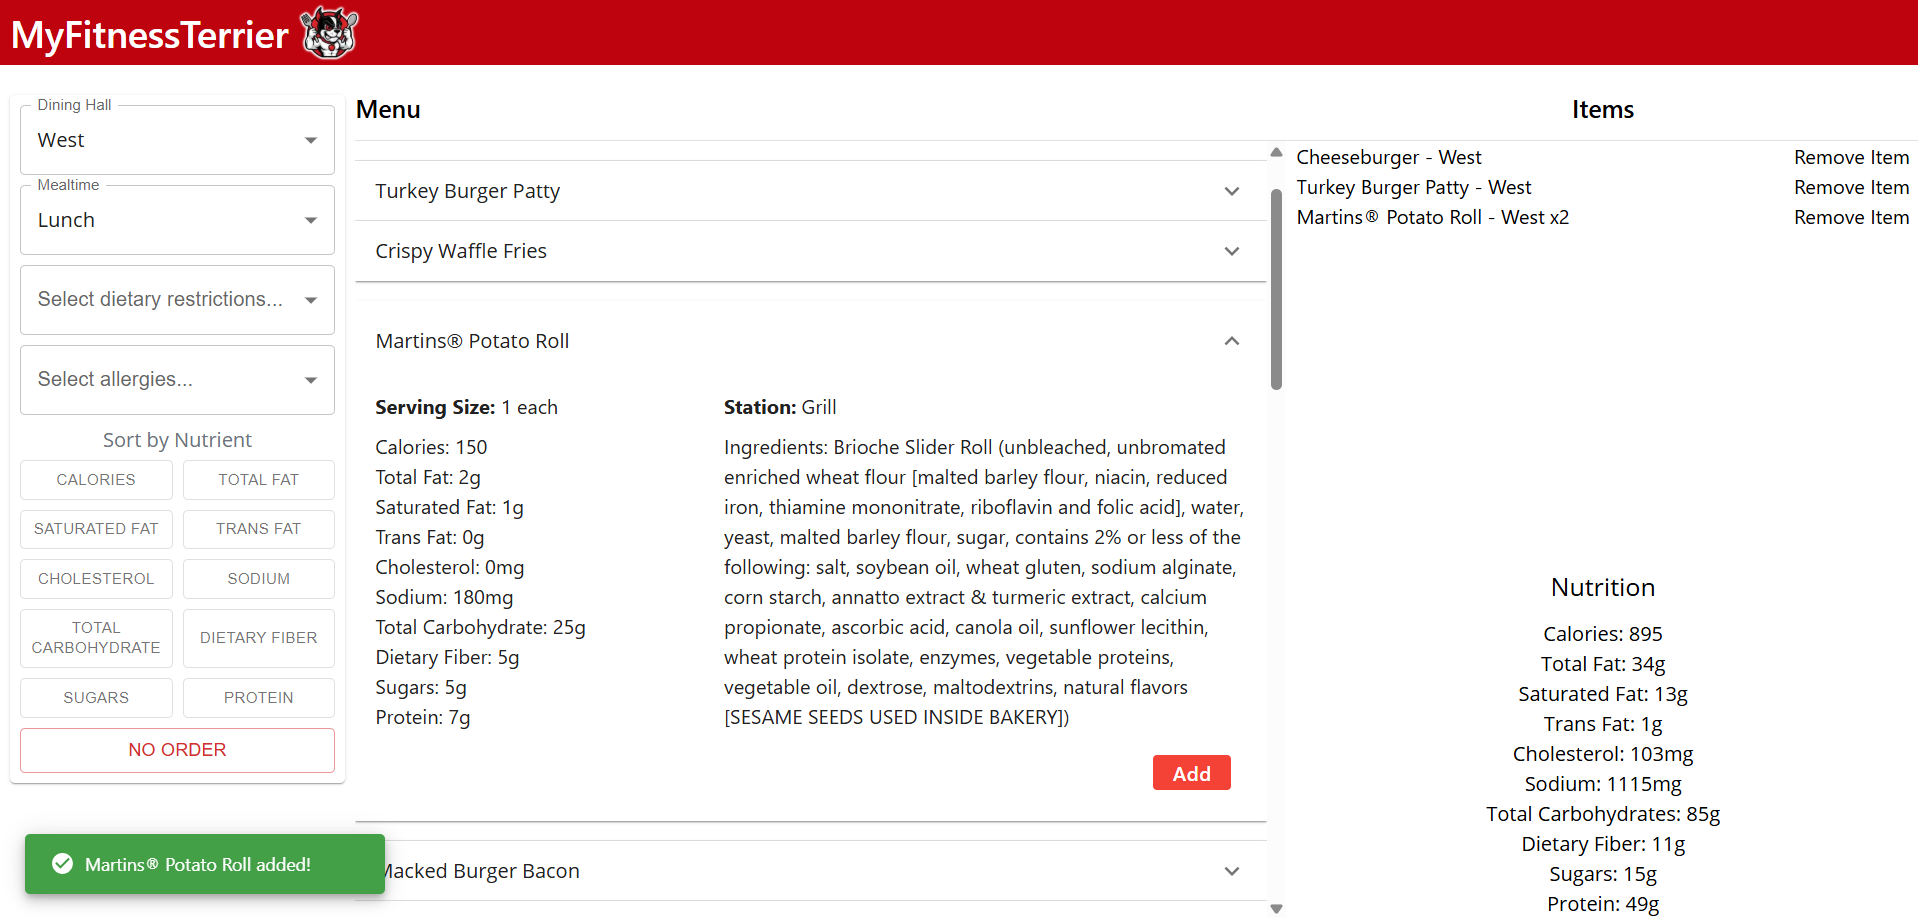 MyFitnessTerrier
Dining Hall
West
Mealtime
Lunch
Select dietary restrictions...
Select allergies...
Sort by Nutrient
CALORIES
TOTAL FAT
SATURATED FAT
TRANS FAT
CHOLESTEROL
SODIUM
TOTAL
CARBOHYDRATE
DIETARY FIBER
SUGARS
PROTEIN
NO ORDER
Martins® Potato Roll added!
Menu
Turkey Burger Patty
Crispy Waffle Fries
Martins® Potato Roll
Serving Size: 1 each
Calories: 150
Total Fat: 2g
Saturated Fat: 1g
Trans Fat: 0g
Cholesterol: 0mg
Sodium: 180mg
Total Carbohydrate: 25g
Dietary Fiber: 5g
Sugars: 5g
Protein: 7g
Station: Grill
Ingredients: Brioche Slider Roll (unbleached, unbromated
enriched wheat flour [malted barley flour, niacin, reduced
iron, thiamine mononitrate, riboflavin and folic acid], water,
yeast, malted barley flour, sugar, contains 2% or less of the
following: salt, soybean oil, wheat gluten, sodium alginate,
corn starch, annatto extract & turmeric extract, calcium
propionate, ascorbic acid, canola oil, sunflower lecithin,
wheat protein isolate, enzymes, vegetable proteins,
vegetable oil, dextrose, maltodextrins, natural flavors
[SESAME SEEDS USED INSIDE BAKERY])
Add
Macked Burger Bacon
Items
Cheeseburger - West Remove Item
Turkey Burger Patty - West Remove Item
Martins® Potato Roll - West x2 Remove Item
Nutrition
Calories: 895
Total Fat: 34g
Saturated Fat: 13g
Trans Fat: 1g
Cholesterol: 103mg
Sodium: 1115mg
Total Carbohydrates: 85g
Dietary Fiber: 11g
Sugars: 15g
Protein: 49g